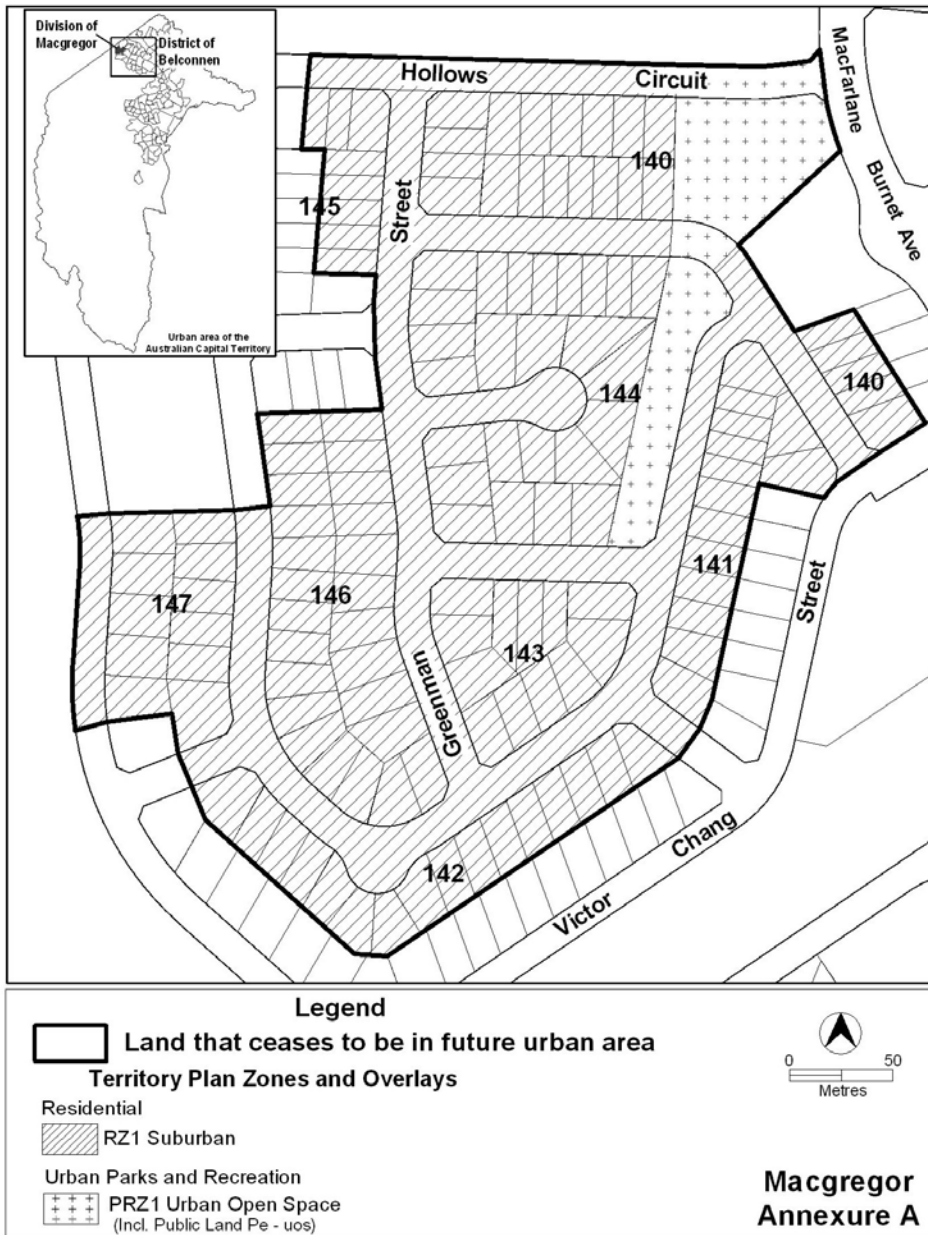 Division of
Macgregor
District of
Belconnen
Urban area of the
Australian Capital Territory
Hollows Circuit
MacFarlane Burnet Ave
140
145
Street
144
140
141
Street
147
146
143
Greenman
142
Chang
Victor
Legend
Land that ceases to be in future urban area
Territory Plan Zones and Overlays
Residential
RZ1 Suburban
Urban Parks and Recreation
PRZ1 Urban Open Space
(Incl. Public Land Pe - uos)
0 50
Metres
Macgregor
Annexure A